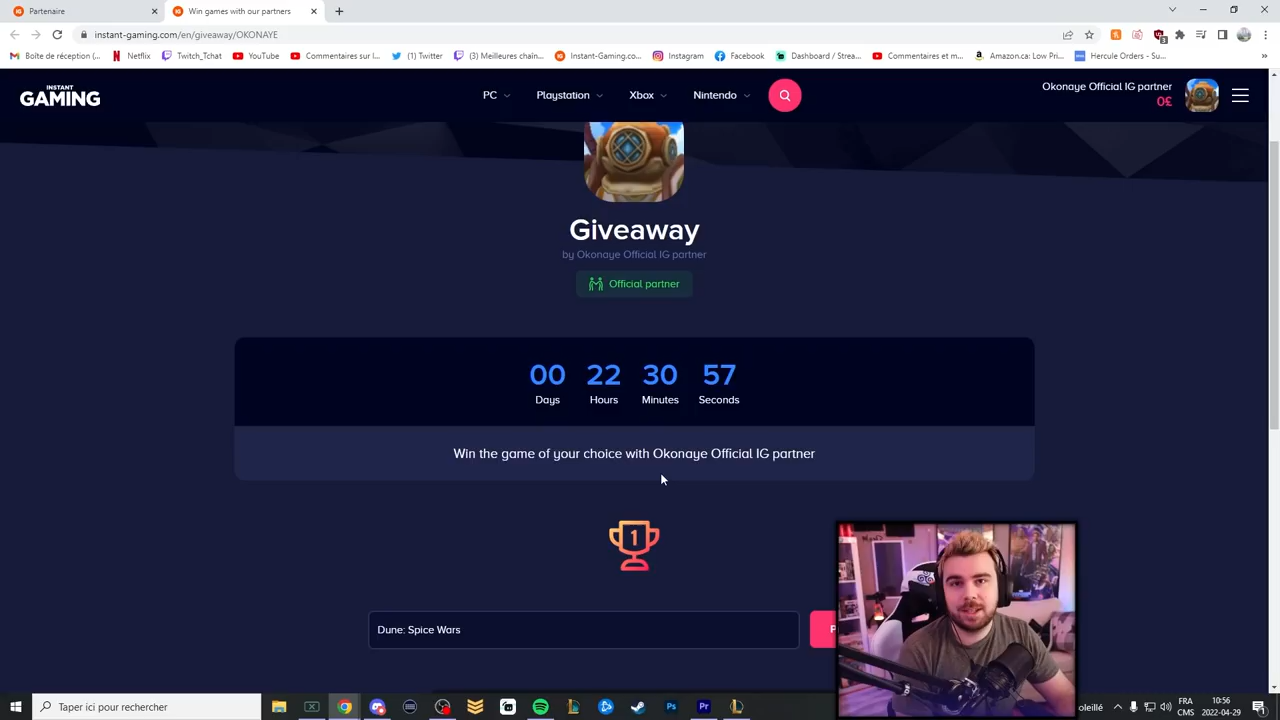 Partenaire
Win games with our partners
instant-gaming.com/en/giveaway/OKONAYE
Boîte de réception (...
Netflix
Twitch_Tchat
YouTube
Commentaires sur l...
(1) Twitter
(3) Meilleures chaîn...
Instant-Gaming.co...
Instagram
Facebook
Dashboard / Strea...
Commentaires et m...
Amazon.ca: Low Pri...
Hercule Orders - Su...
INSTANT
GAMING
PC
Playstation
Xbox
Nintendo
Okonaye Official IG partner
0£
Giveaway
by Okonaye Official IG partner
Official partner
00 22 30 57
Days Hours Minutes Seconds
Win the game of your choice with Okonaye Official IG partner
1
Dune: Spice Wars
P
Taper ici pour rechercher
oleillé
FRA
CMS
10:56
2022-04-29